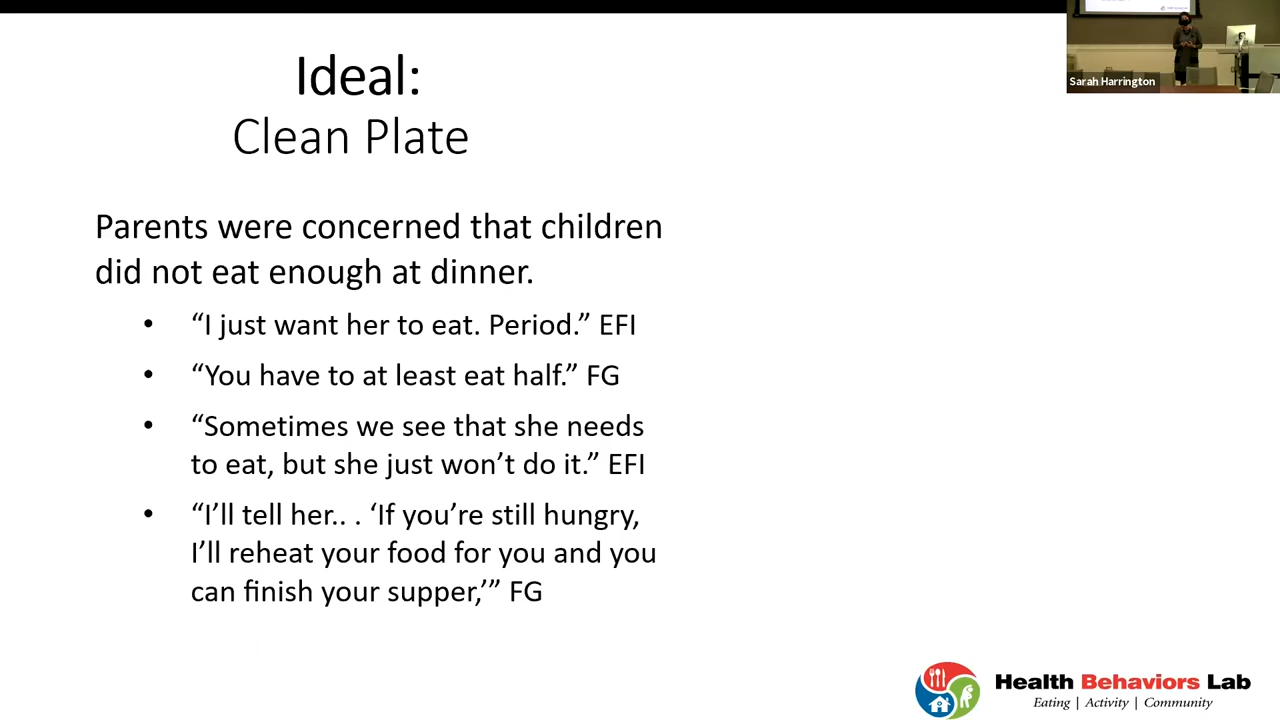 Ideal:
Clean Plate
Sarah Harrington
Parents were concerned that children
did not eat enough at dinner.
• “I just want her to eat. Period.” EFI
• “You have to at least eat half.” FG
• “Sometimes we see that she needs
to eat, but she just won’t do it.” EFI
• “I’ll tell her.. . ‘If you’re still hungry,
I’ll reheat your food for you and you
can finish your supper,’” FG
Health Behaviors Lab
Eating | Activity | Community